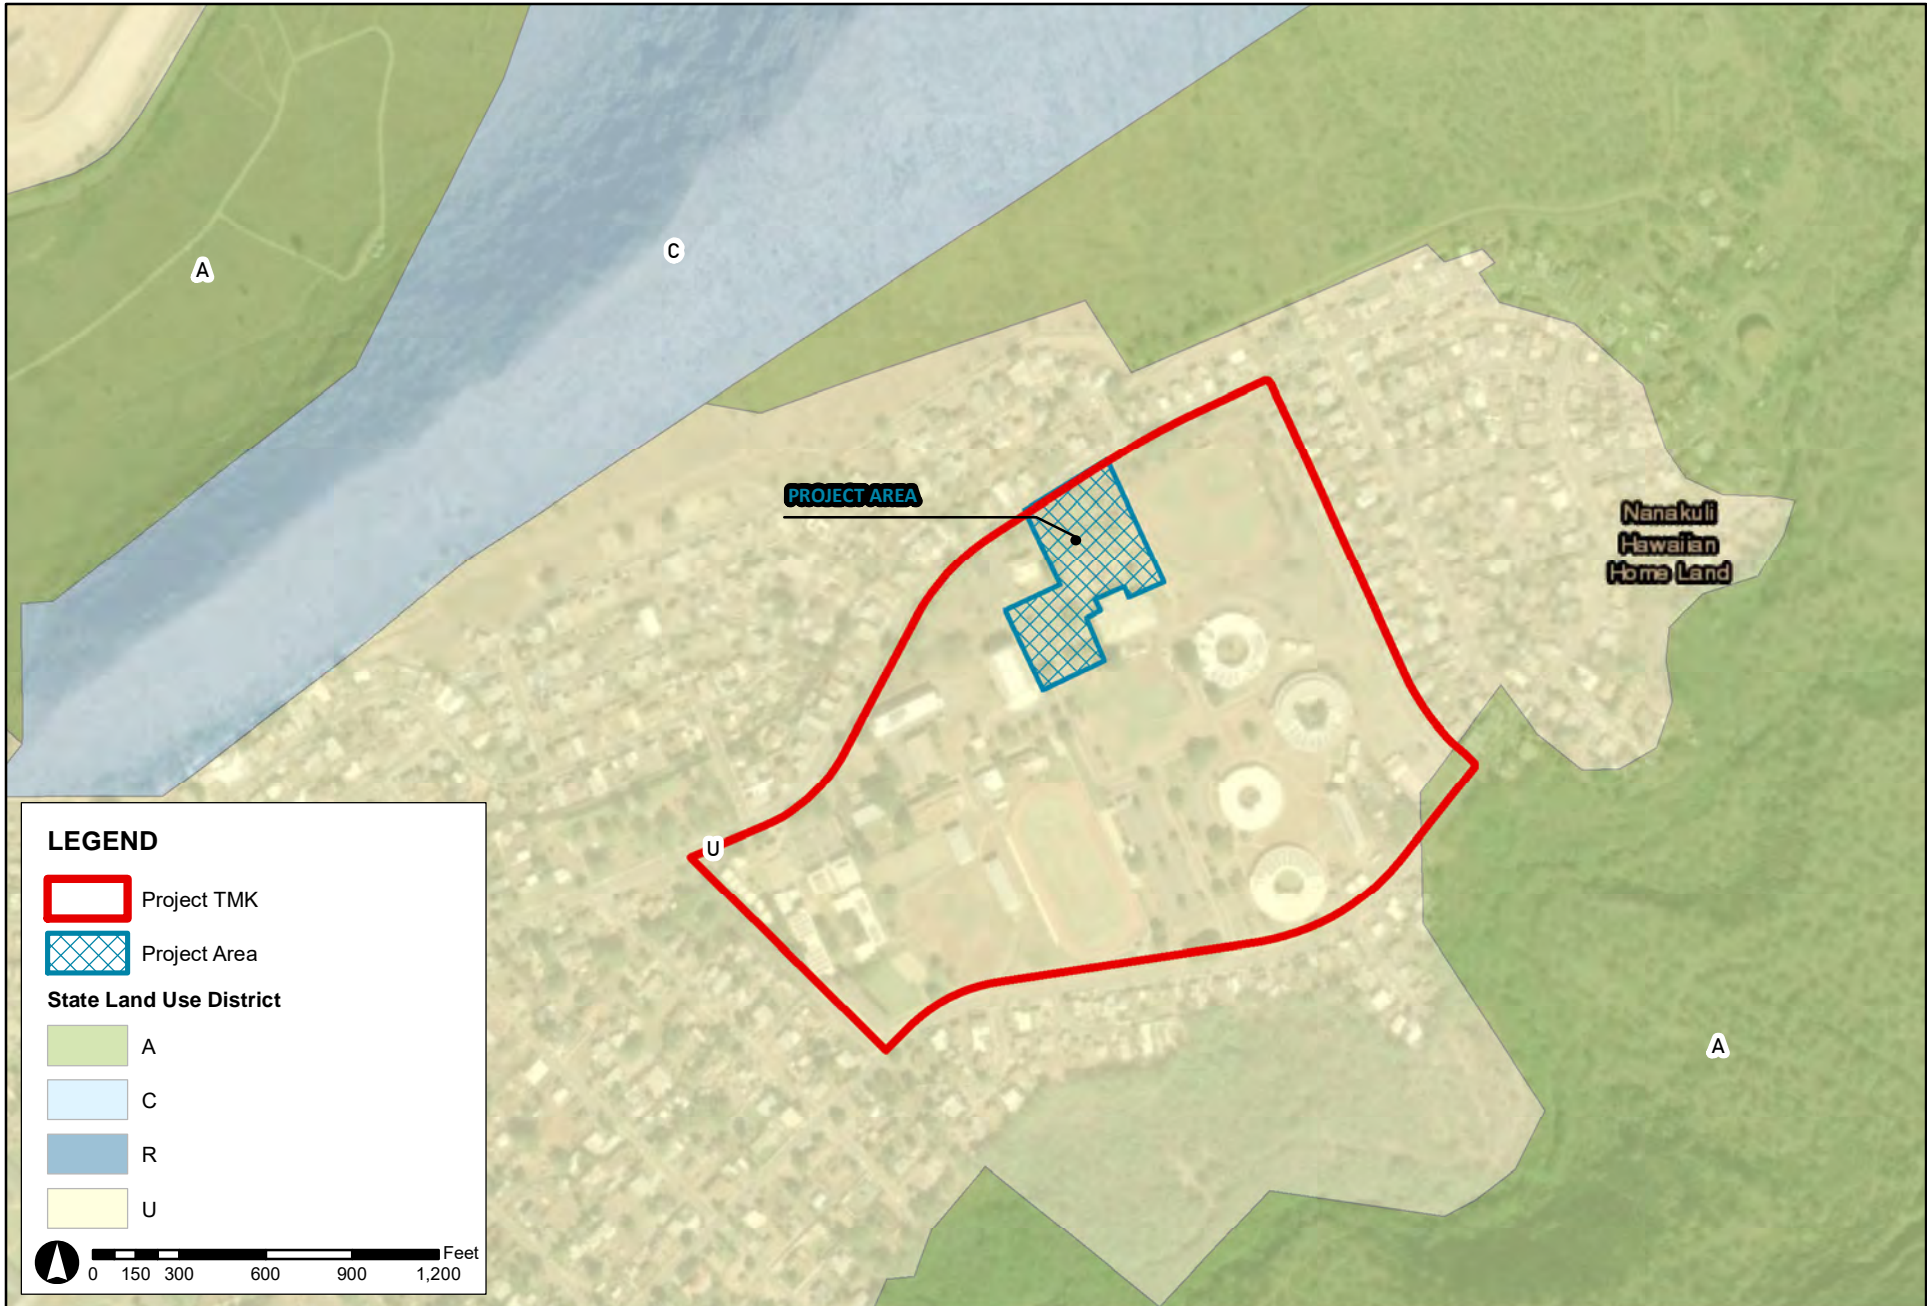 A
C
PROJECT AREA
Nanakuli
Hawaiian
Home Land
U
A
LEGEND
Project TMK
Project Area
State Land Use District
A
C
R
U
Feet
0 150 300 600 900 1,200